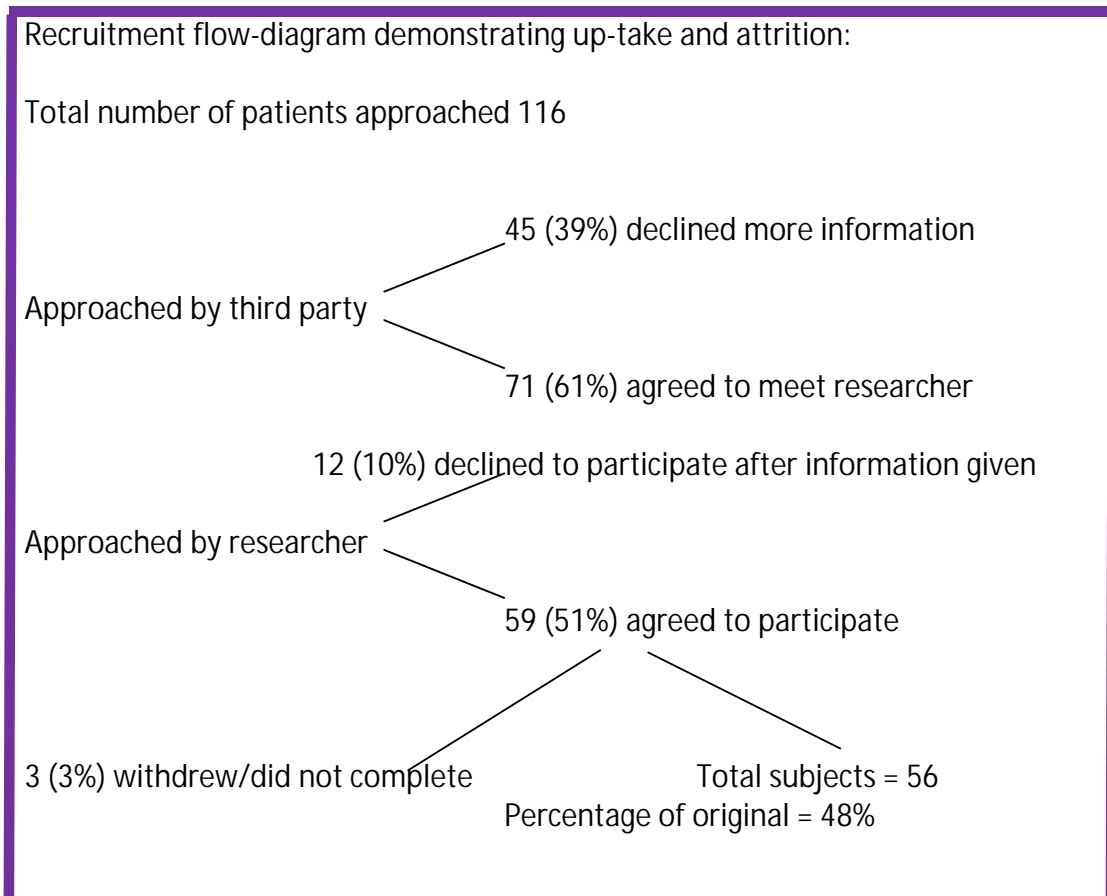 Recruitment flow-diagram demonstrating up-take and attrition:
Total number of patients approached 116
45 (39%) declined more information
Approached by third party
71 (61%) agreed to meet researcher
12 (10%) declined to participate after information given
Approached by researcher
59 (51%) agreed to participate
3 (3%) withdrew/did not complete Total subjects = 56
Percentage of original = 48%